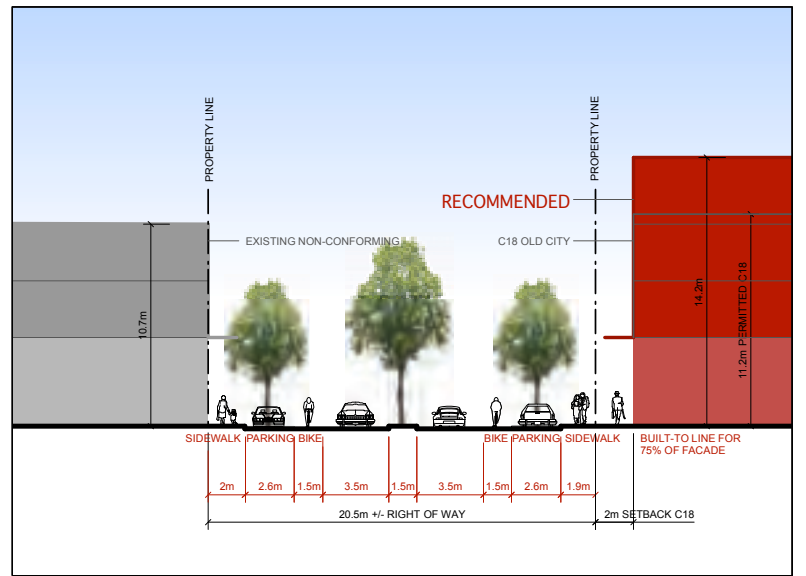 PROPERTY LINE
PROPERTY LINE
RECOMMENDED
EXISTING NON-CONFORMING
C18 OLD CITY
10.7m
14.2m
11.2m PERMITTED C18
SIDEWALK PARKING BIKE
BIKE PARKING SIDEWALK
BUILT-TO LINE FOR
75% OF FACADE
2m 2.6m 1.5m 3.5m 1.5m 3.5m 1.5m 2.6m 1.9m
20.5m +/- RIGHT OF WAY
2m SETBACK C18